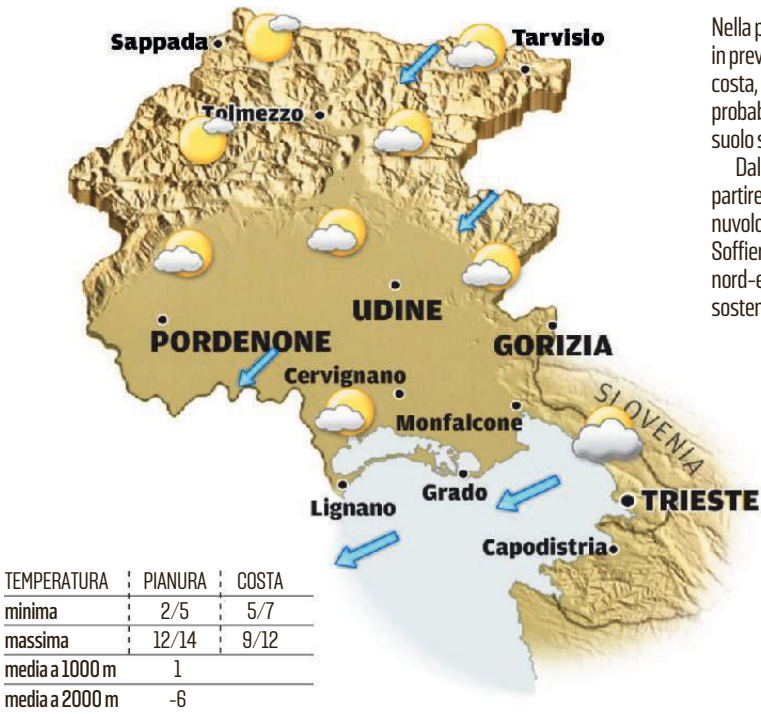 Sappada
Tarvisio
Tolmezzo
UDINE
PORDENONE
GORIZIA
Cervignano
SLOVENIA
Monfalcone
Lignano
Grado
TRIESTE
Capodistria
Nella p
in prev
costa,
probab
suolo s
Dal
partire
nuvolo
Soffier
nord-e
sosten
TEMPERATURA PIANURA COSTA
minima 2/5 5/7
massima 12/14 9/12
media a 1000 m 1
media a 2000 m -6